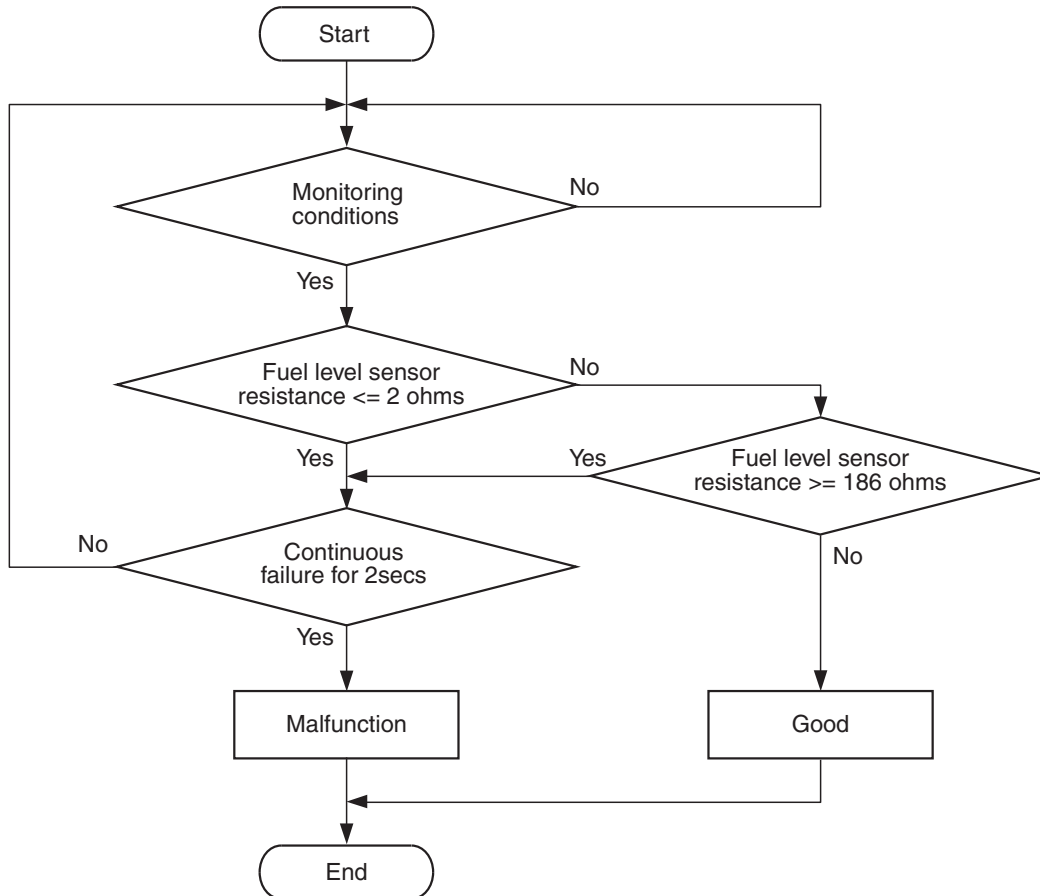 Start
Monitoring
conditions
No
Yes
Fuel level sensor
resistance <= 2 ohms
No
Yes
Yes
Fuel level sensor
resistance >= 186 ohms
No
Continuous
failure for 2secs
No
Yes
Malfunction
Good
End